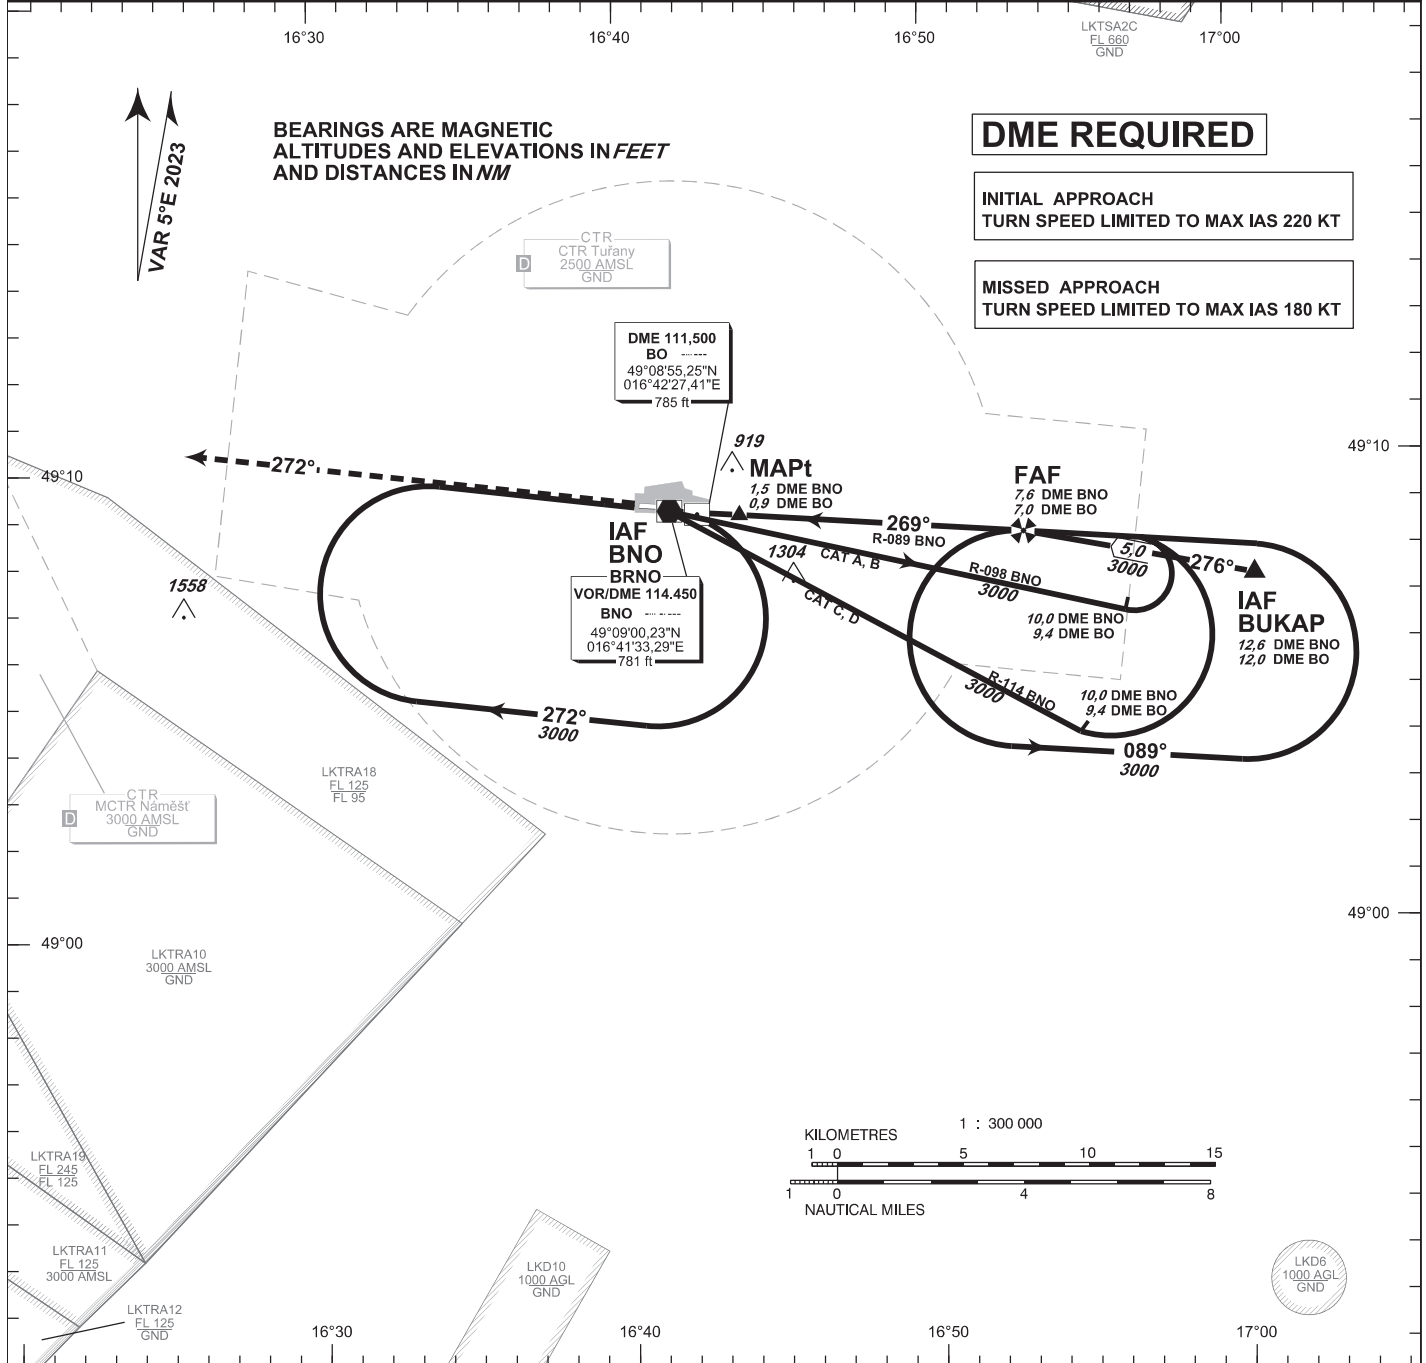 16°30'
16°40'
16°50'
17°00'
LKTSA2C
FL 660
GND
VAR 5°E 2023
BEARINGS ARE MAGNETIC
ALTITUDES AND ELEVATIONS IN FEET
AND DISTANCES IN NM
DME REQUIRED
INITIAL APPROACH
TURN SPEED LIMITED TO MAX IAS 220 KT
MISSED APPROACH
TURN SPEED LIMITED TO MAX IAS 180 KT
CTR
CTR Tuřany
D
2500 AMSL
GND
DME 111,500
BO
49°08'55,25"N
016°42'27,41"E
785 ft
919
MAPt
1,5 DME BNO
0,9 DME BO
FAF
7,6 DME BNO
7,0 DME BO
49°10'
49°10'
272°
269°
R-089 BNO
IAF
BNO
1304
CAT A, B
R-098 BNO
3000
5,0
3000
276°
CAT C, D
BRNO
VOR/DME 114.450
BNO
49°09'00,23"N
016°41'33,29"E
781 ft
1558
10,0 DME BNO
9,4 DME BO
IAF
BUKAP
12,6 DME BNO
12,0 DME BO
R-114 BNO
3000
10,0 DME BNO
9,4 DME BO
272°
3000
089°
3000
LKTRA18
FL 125
FL 95
CTR
MCTR Náměšť
D
3000 AMSL
GND
49°00'
49°00'
LKTRA10
3000 AMSL
GND
1 : 300 000
KILOMETRES
1 0 5 10 15
1 0 4 8
NAUTICAL MILES
LKTRA19
FL 245
FL 125
LKTRA11
FL 125
3000 AMSL
LKTRA12
FL 125
GND
LKD10
1000 AGL
GND
LKD6
1000 AGL
GND
16°30'
16°40'
16°50'
17°00'